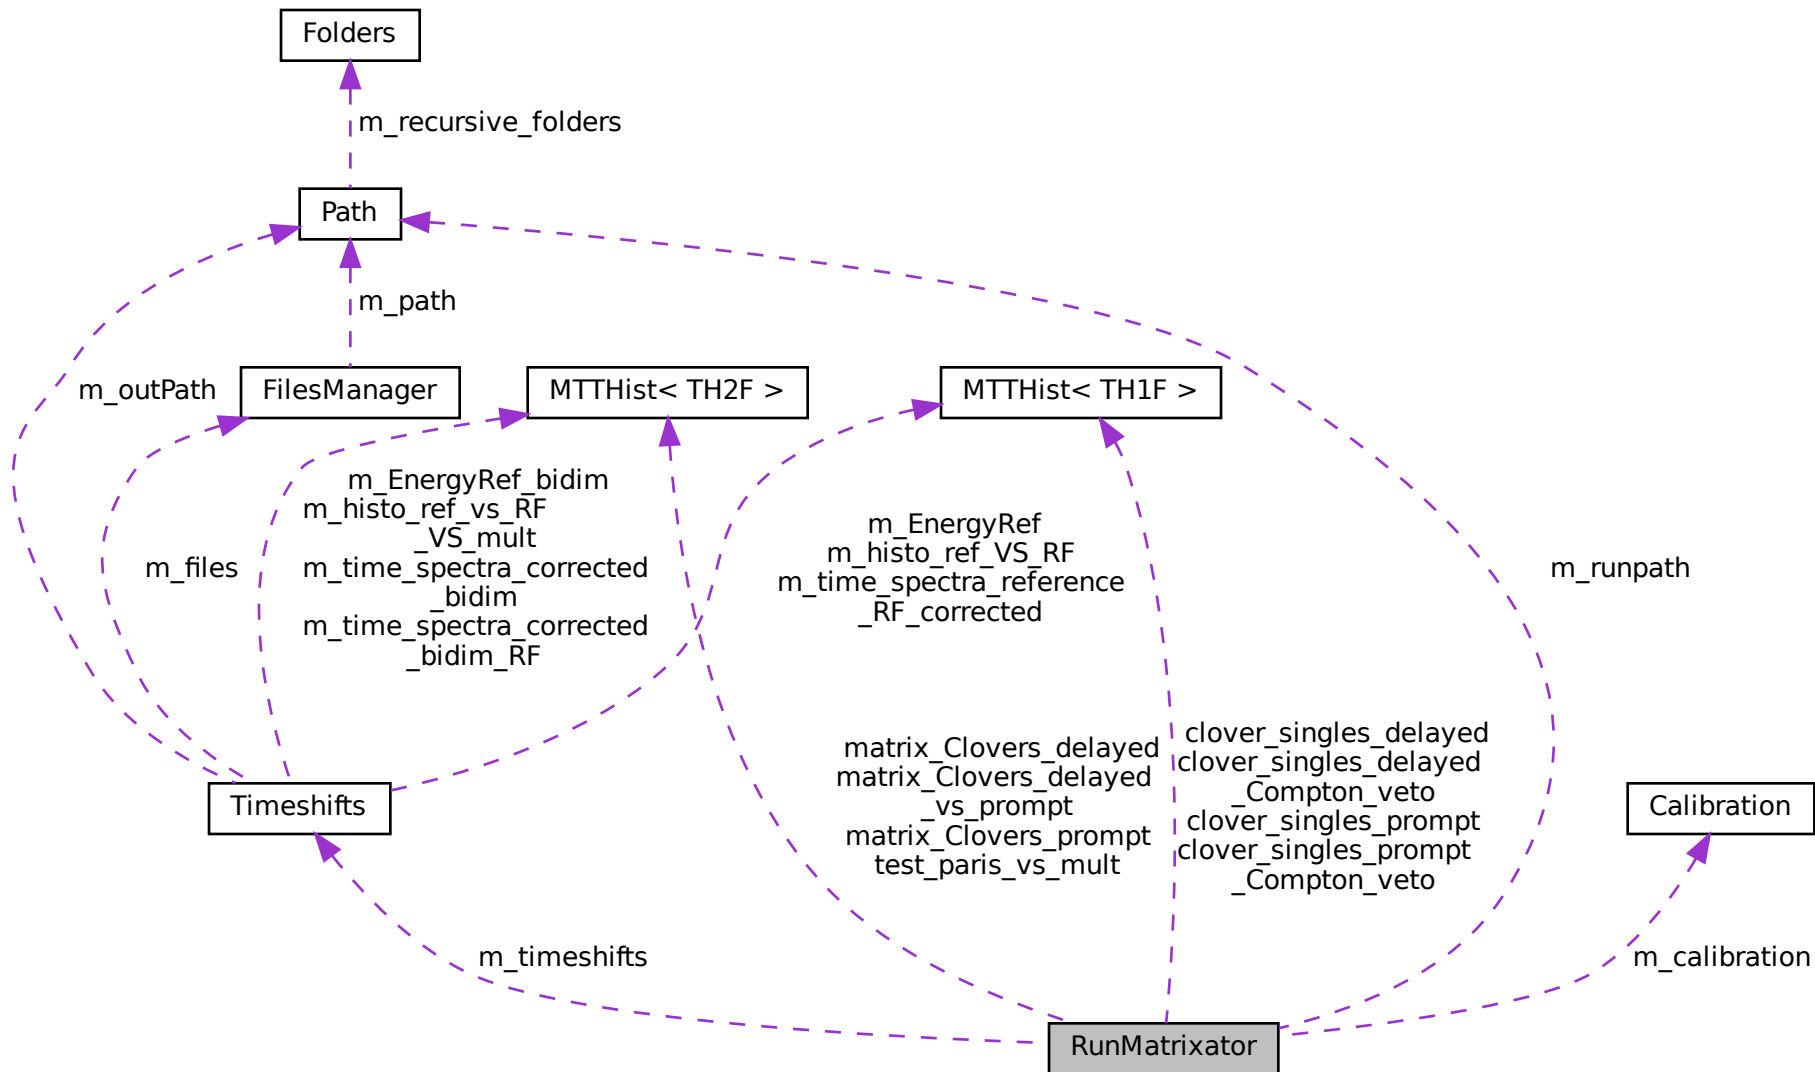 Folders
m_recursive_folders
Path
m_path
m_outPath
FilesManager
MTTHist< TH2F >
MTTHist< TH1F >
m_EnergyRef_bidim
m_histo_ref_vs_RF
_VS_mult
m_time_spectra_corrected
_bidim
m_time_spectra_corrected
_bidim_RF
m_files
m_EnergyRef
m_histo_ref_VS_RF
m_time_spectra_reference
_RF_corrected
m_runpath
matrix_Clovers_delayed
matrix_Clovers_delayed
_vs_prompt
matrix_Clovers_prompt
test_paris_vs_mult
clover_singles_delayed
clover_singles_delayed
_Compton_veto
clover_singles_prompt
clover_singles_prompt
_Compton_veto
Timeshifts
Calibration
m_timeshifts
m_calibration
RunMatrixator